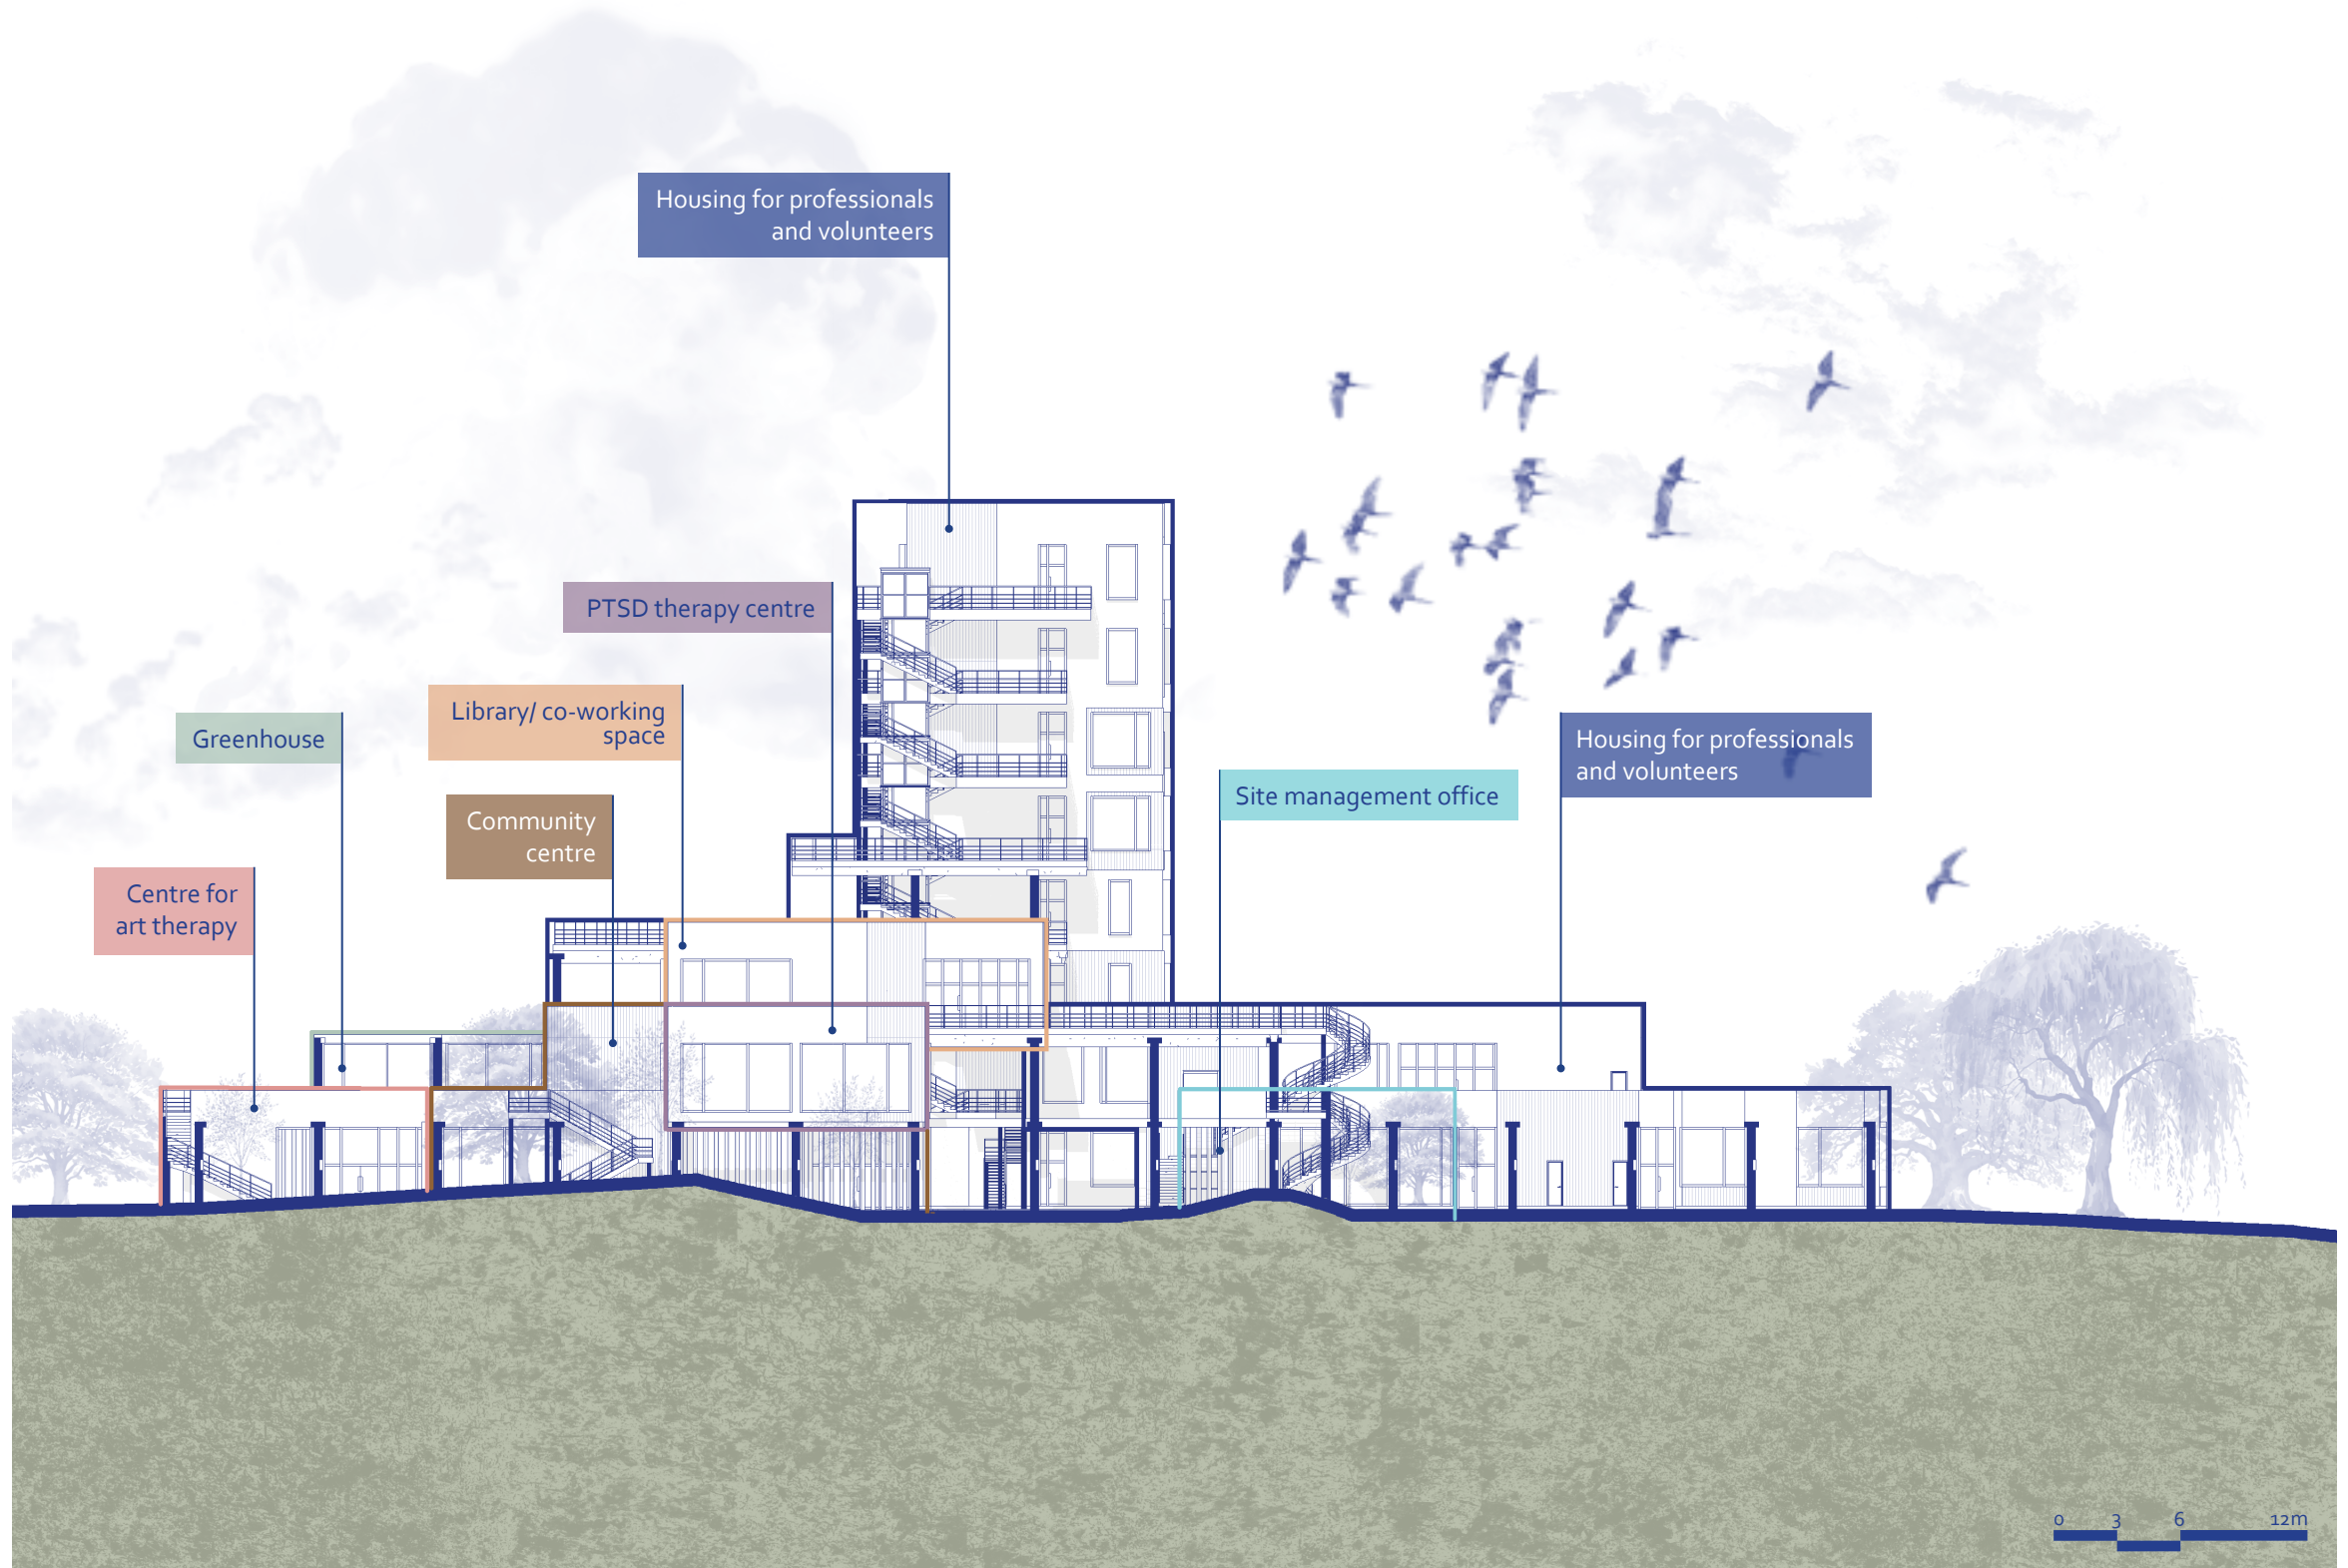 Housing for professionals
and volunteers
PTSD therapy centre
Library/ co-working
space
Greenhouse
Housing for professionals
and volunteers
Site management office
Community
centre
Centre for
art therapy
0 3 6 12m